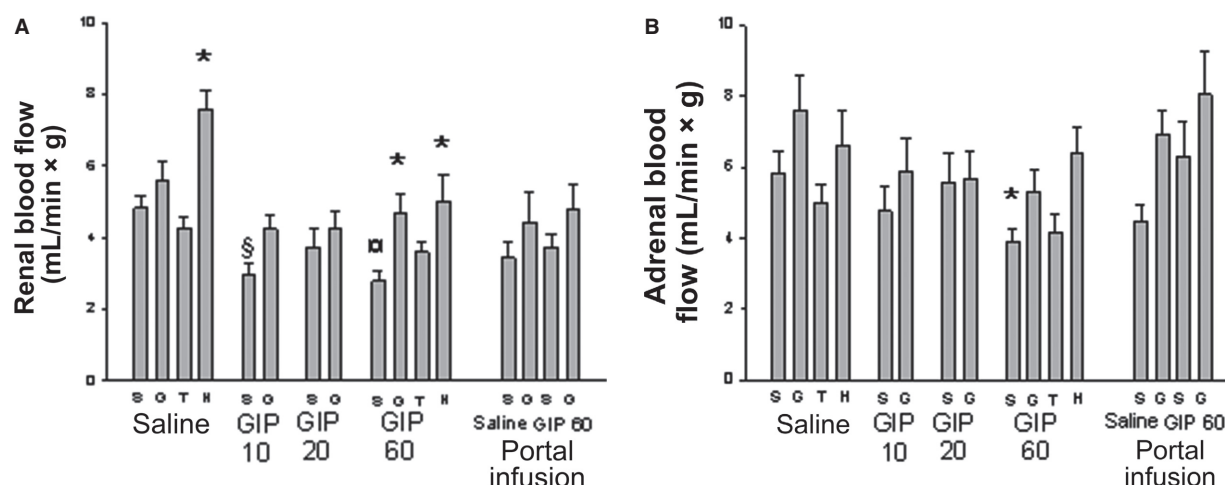 A
Renal blood flow
(mL/min × g)
10
8
6
4
2
0
*
§
¤
*
*
S G T H S G S G S G T H S G S G
Saline GIP GIP GIP Saline GIP 60
10 20 60 Portal
infusion
B
Adrenal blood
flow (mL/min × g)
10
8
6
4
2
0
*
S G T H S G S G S G T H S G S G
Saline GIP GIP GIP Saline GIP 60
10 20 60 Portal
infusion